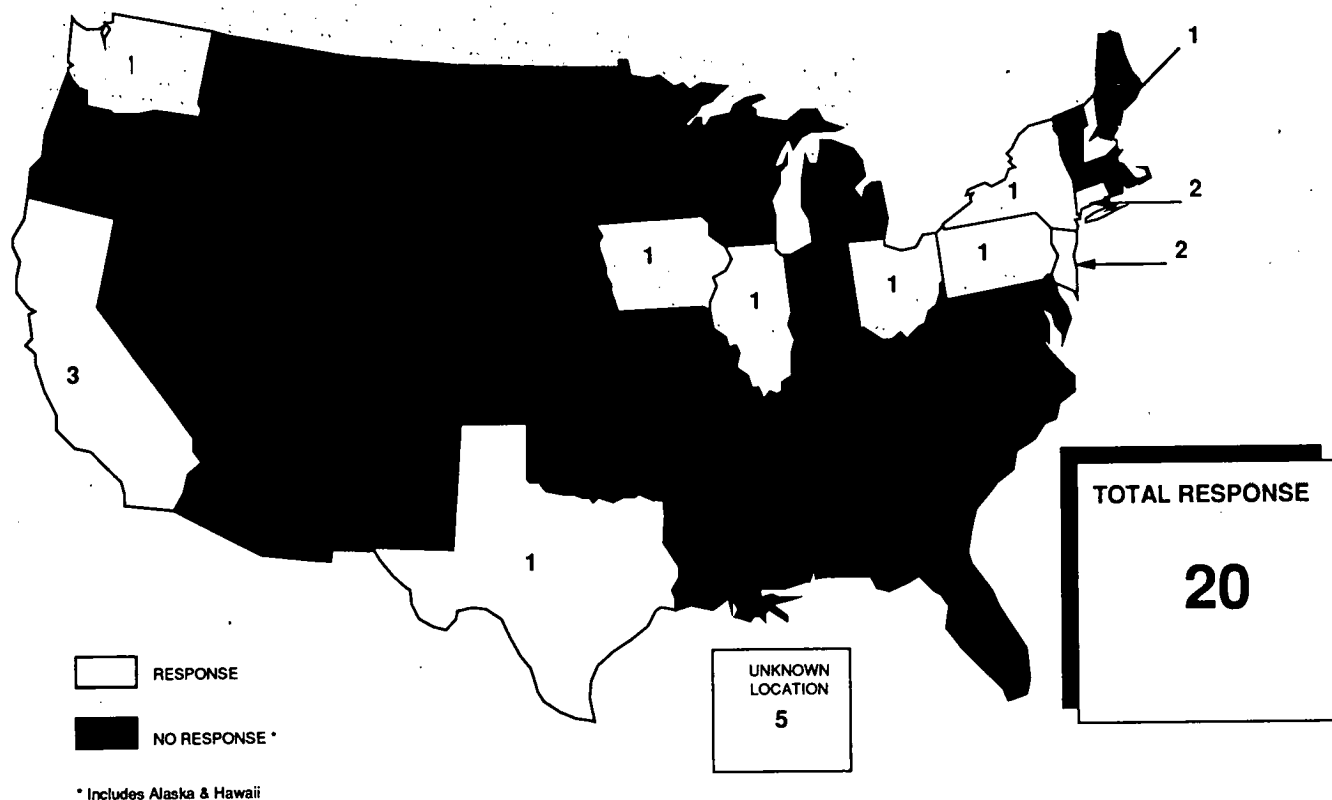 1
1
1
2
2
1
1
1
1
3
1
TOTAL RESPONSE
20
UNKNOWN
LOCATION
5
RESPONSE
NO RESPONSE *
* Includes Alaska & Hawaii